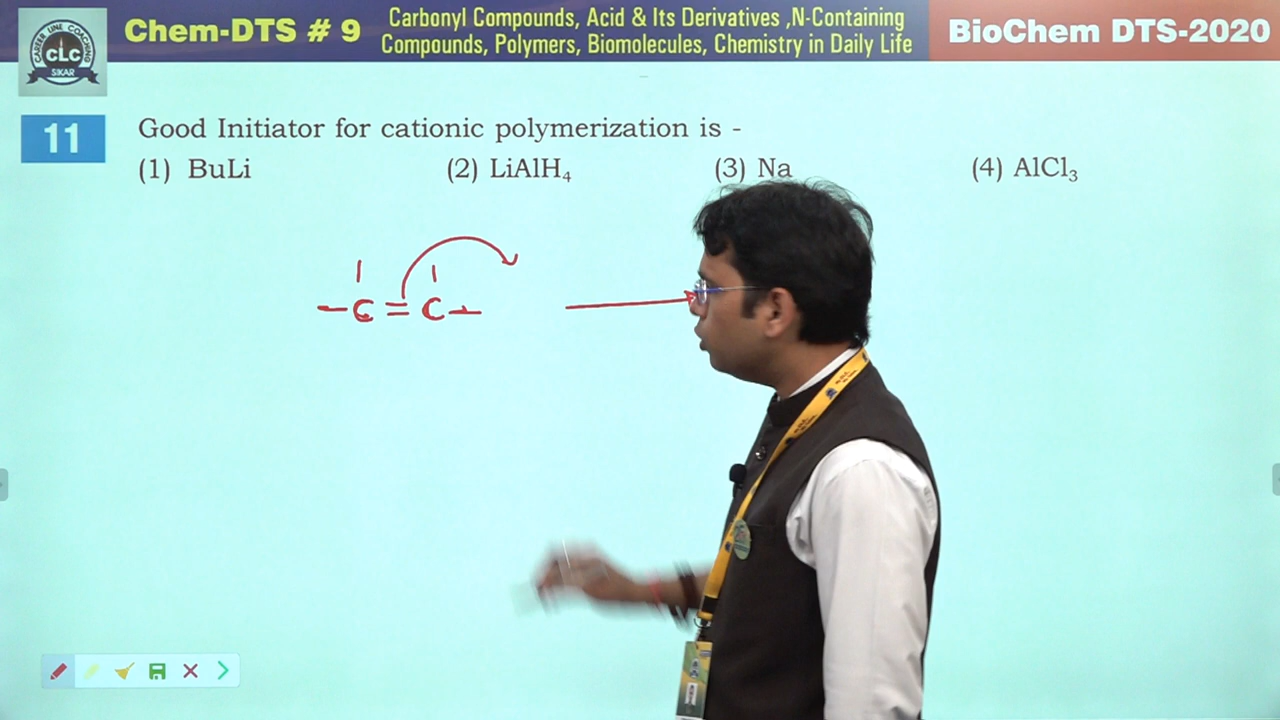 CAREER LINE COACHING
CLC
SIKAR
Chem-DTS # 9
Carbonyl Compounds, Acid & Its Derivatives ,N-Containing
Compounds, Polymers, Biomolecules, Chemistry in Daily Life
BioChem DTS-2020
11
Good Initiator for cationic polymerization is -
(1) BuLi
(2) LiAlH₄
(3) Na
(4) AlCl₃
C = C